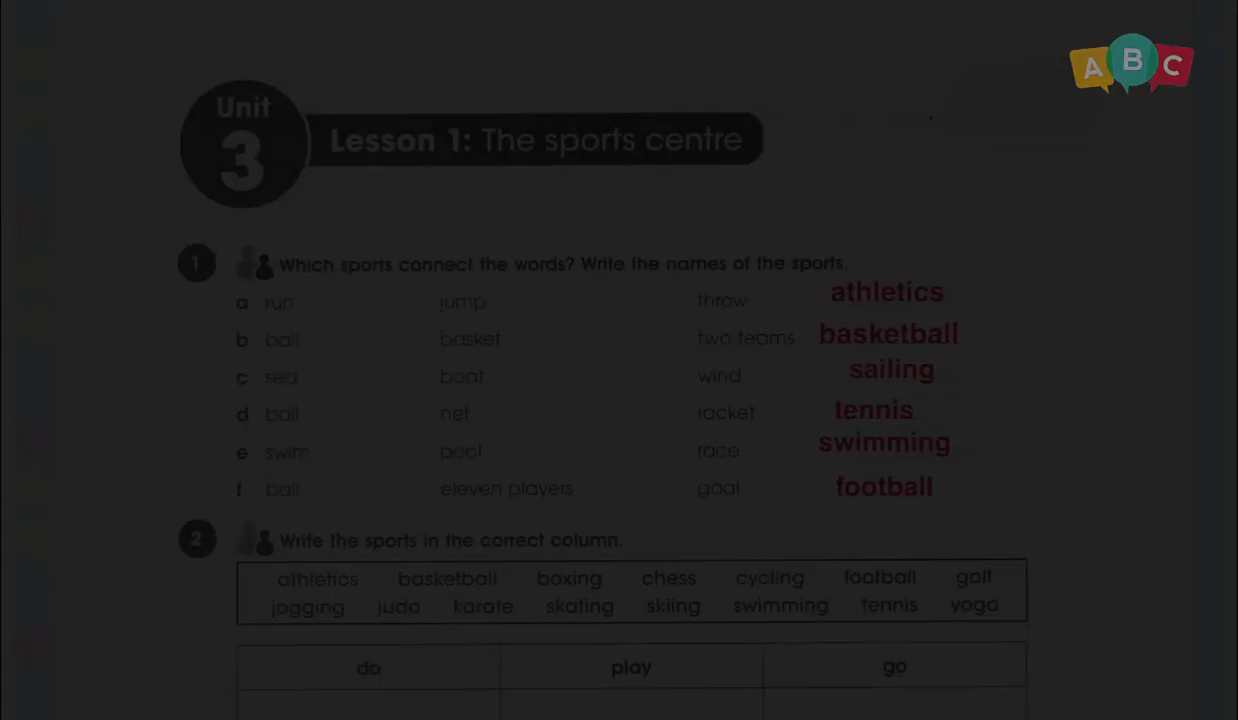 A B C
Unit
3
Lesson 1: The sports centre
1 Which sports connect the words? Write the names of the sports.
a run jump throw athletics
b ball basket two teams basketball
c sea boat wind sailing
d ball net racket tennis
e swim pool race swimming
f ball eleven players goal football
2 Write the sports in the correct column.
athletics basketball boxing chess cycling football golf
jogging judo karate skating skiing swimming tennis yoga
do play go